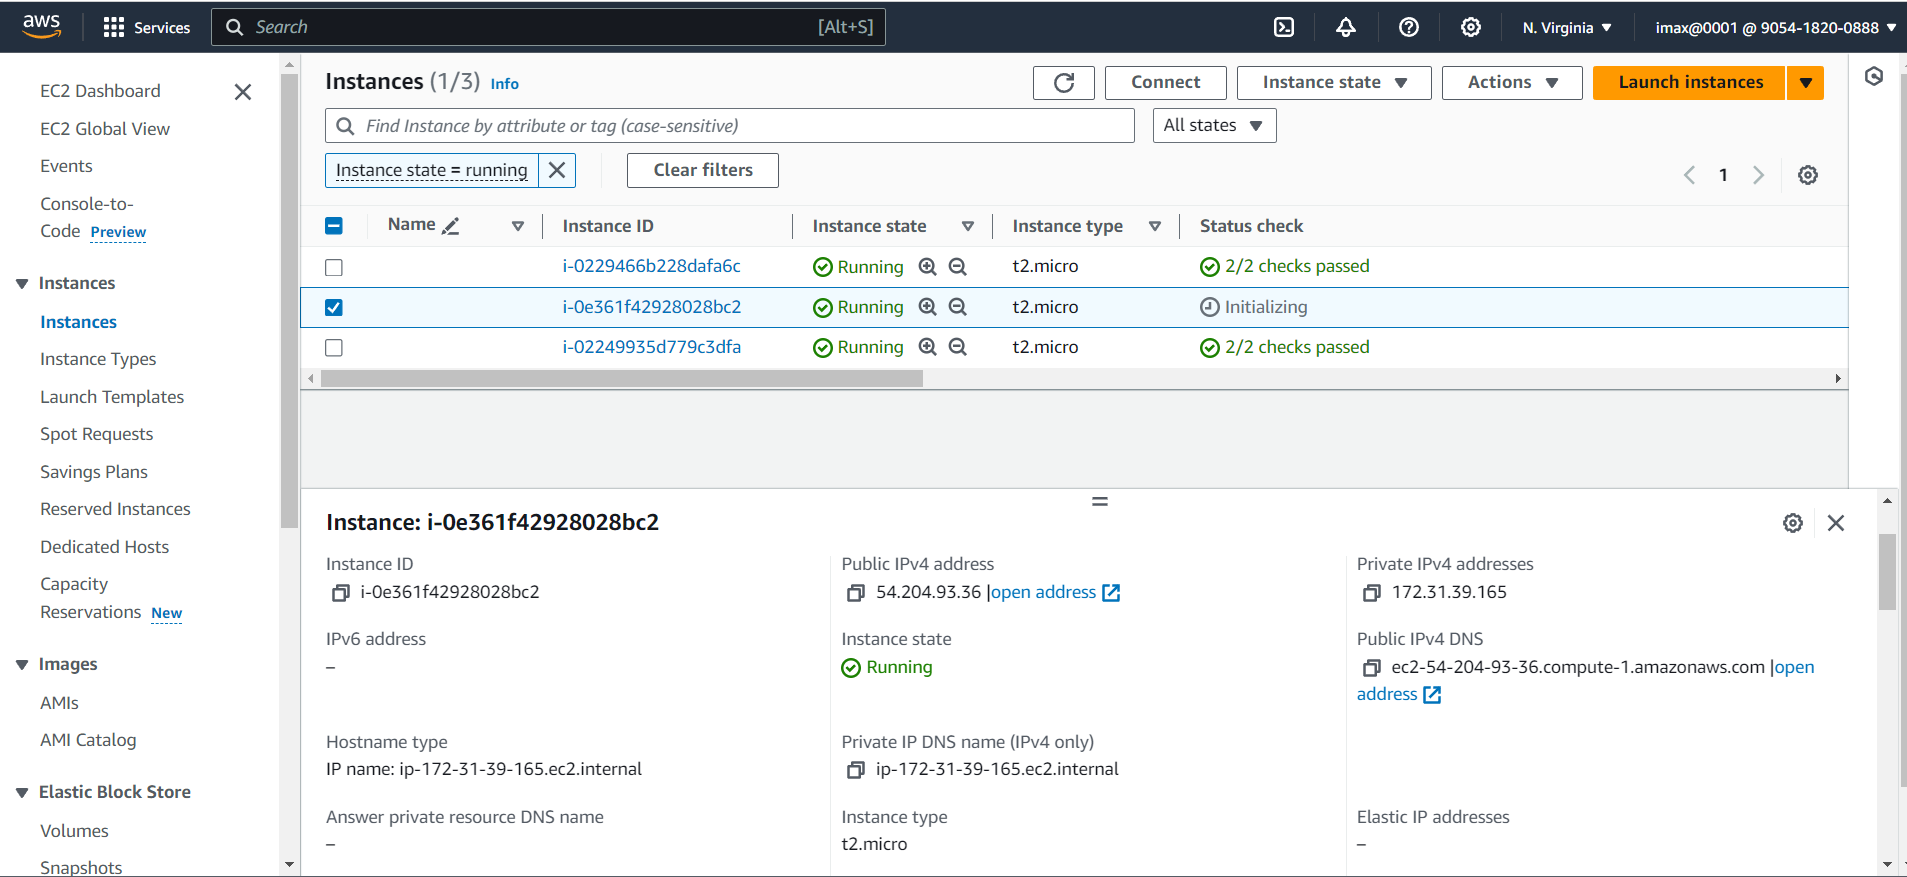 aws
Services
Search
[Alt+S]
N. Virginia
imax@0001 @ 9054-1820-0888
EC2 Dashboard
EC2 Global View
Events
Console-to-
Code Preview
Instances
Instances
Instance Types
Launch Templates
Spot Requests
Savings Plans
Reserved Instances
Dedicated Hosts
Capacity
Reservations New
Images
AMIs
AMI Catalog
Elastic Block Store
Volumes
Snapshots
Instances (1/3) Info
Connect
Instance state
Actions
Launch instances
Find Instance by attribute or tag (case-sensitive)
All states
Instance state = running
Clear filters
1
Name Instance ID Instance state Instance type Status check
i-0229466b228dafa6c Running t2.micro 2/2 checks passed
i-0e361f42928028bc2 Running t2.micro Initializing
i-02249935d779c3dfa Running t2.micro 2/2 checks passed
Instance: i-0e361f42928028bc2
Instance ID
i-0e361f42928028bc2
Public IPv4 address
54.204.93.36 |open address
Private IPv4 addresses
172.31.39.165
IPv6 address
–
Instance state
Running
Public IPv4 DNS
ec2-54-204-93-36.compute-1.amazonaws.com |open
address
Hostname type
IP name: ip-172-31-39-165.ec2.internal
Private IP DNS name (IPv4 only)
ip-172-31-39-165.ec2.internal
Answer private resource DNS name
–
Instance type
t2.micro
Elastic IP addresses
–